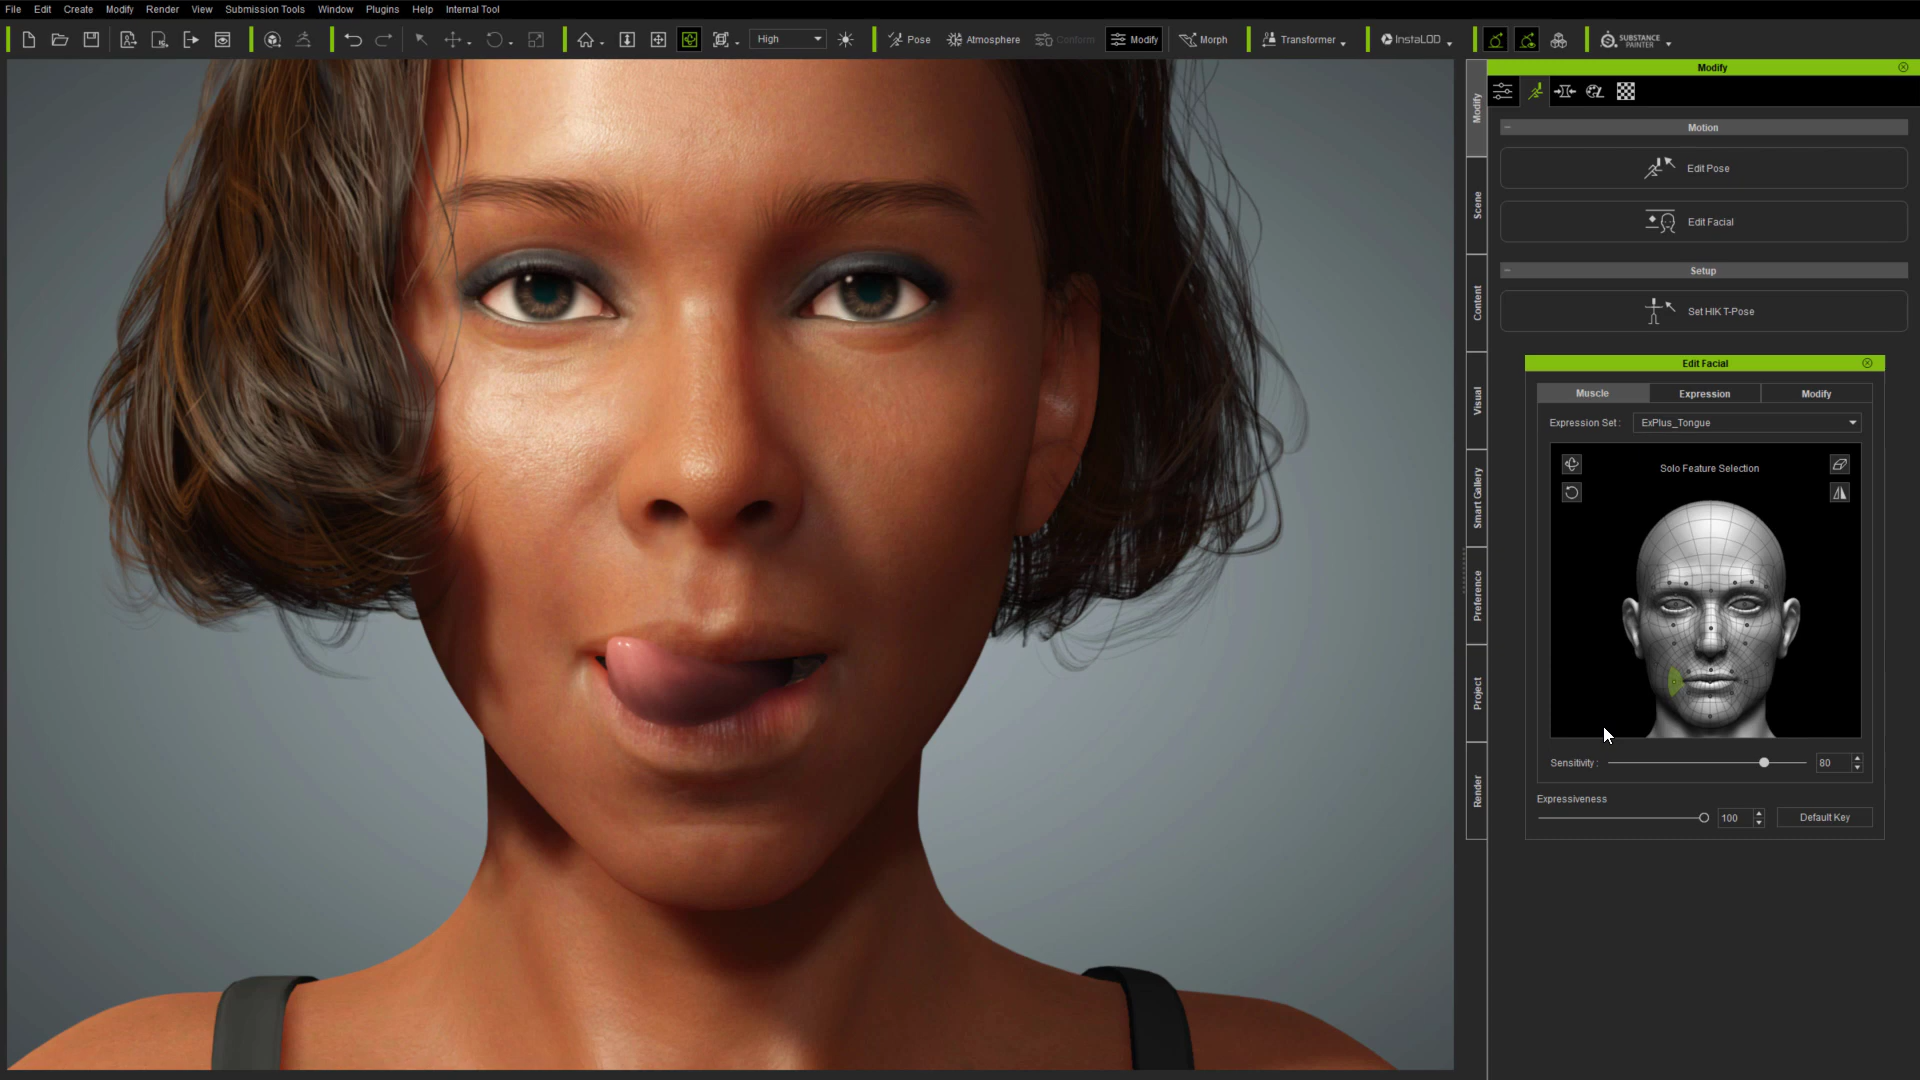 File Edit Create Modify Render View Submission Tools Window Plugins Help Internal Tool
High Pose Atmosphere Conform Modify Morph Transformer InstaLOD SUBSTANCE PAINTER
Modify
Motion
Edit Pose
Edit Facial
Setup
Set HIK T-Pose
Edit Facial
Muscle Expression Modify
Expression Set : ExPlus_Tongue
Solo Feature Selection
Sensitivity : 80
Expressiveness
100 Default Key
Modify
Scene
Content
Visual
Smart Gallery
Preference
Project
Render